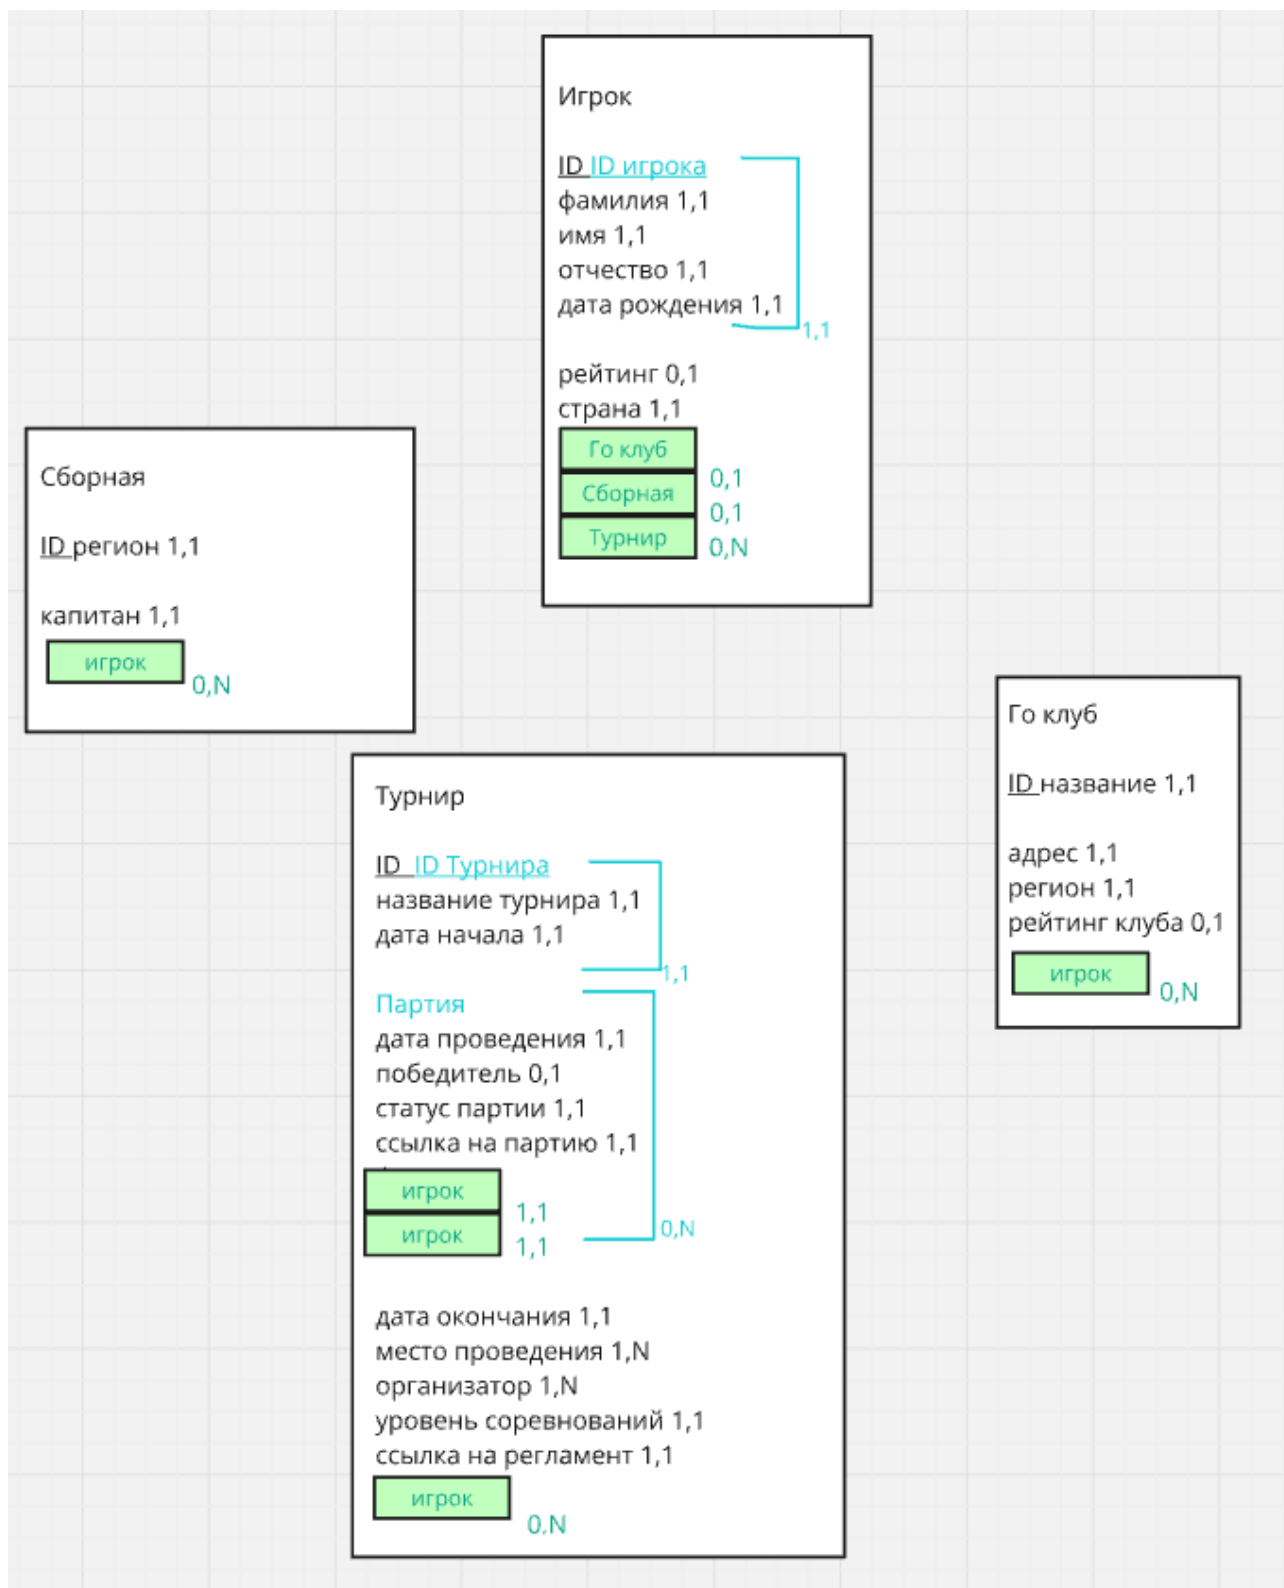 Игрок
ID ID игрока
фамилия 1,1
имя 1,1
отчество 1,1
дата рождения 1,1
1,1
рейтинг 0,1
страна 1,1
Го клуб
0,1
Сборная
0,1
Турнир
0,N
Сборная
ID регион 1,1
капитан 1,1
игрок
0,N
Го клуб
ID название 1,1
адрес 1,1
регион 1,1
рейтинг клуба 0,1
игрок
0,N
Турнир
ID ID Турнира
название турнира 1,1
дата начала 1,1
1,1
Партия
дата проведения 1,1
победитель 0,1
статус партии 1,1
ссылка на партию 1,1
игрок
1,1
игрок
1,1
0,N
дата окончания 1,1
место проведения 1,N
организатор 1,N
уровень соревнований 1,1
ссылка на регламент 1,1
игрок
0,N